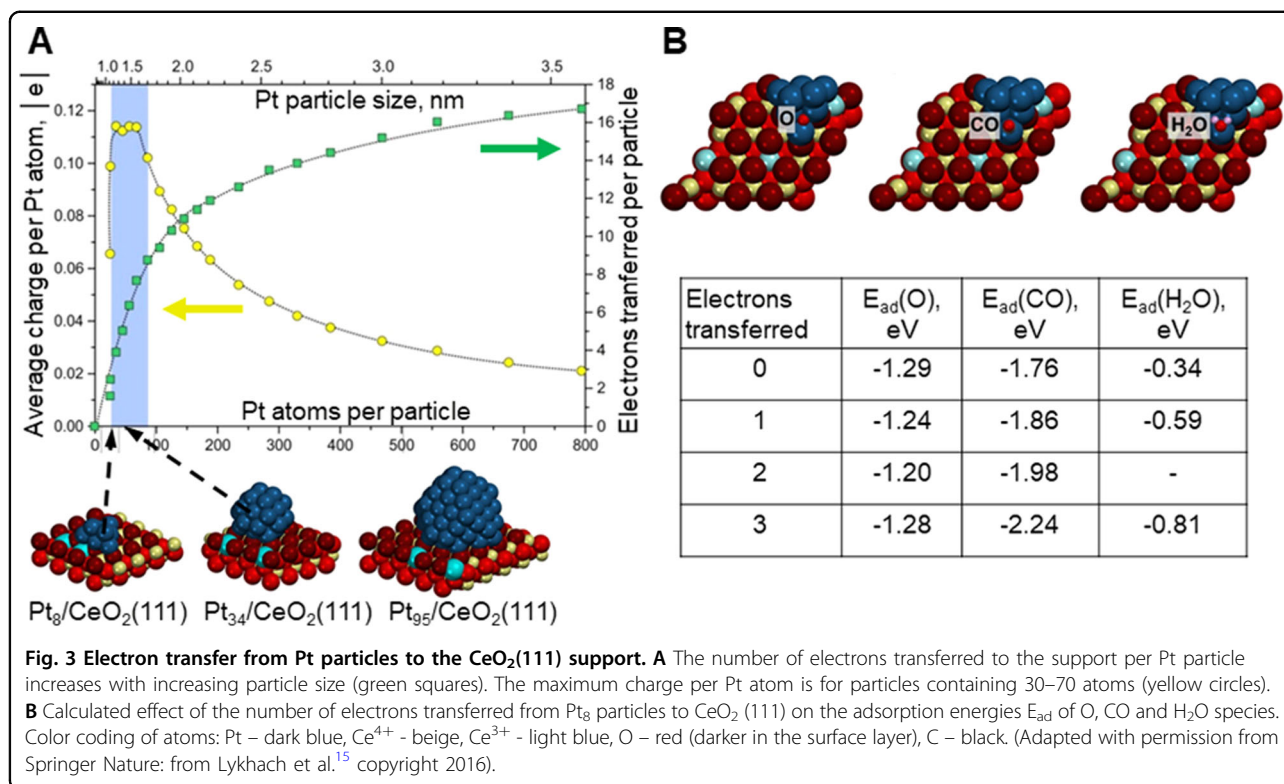 A
1.0 1.5 2.0 2.5 3.0 3.5
Pt particle size, nm
Average charge per Pt atom, |e|
0.12
0.10
0.08
0.06
0.04
0.02
0.00
18
16
14
12
10
8
6
4
2
0
Electrons tranferred per particle
Pt atoms per particle
0 100 200 300 400 500 600 700 800
Pt8/CeO2(111) Pt34/CeO2(111) Pt95/CeO2(111)
B
O CO H2O
Electrons transferred Ead(O), eV Ead(CO), eV Ead(H2O), eV
0 -1.29 -1.76 -0.34
1 -1.24 -1.86 -0.59
2 -1.20 -1.98 -
3 -1.28 -2.24 -0.81
Fig. 3 Electron transfer from Pt particles to the CeO2(111) support. A The number of electrons transferred to the support per Pt particle
increases with increasing particle size (green squares). The maximum charge per Pt atom is for particles containing 30–70 atoms (yellow circles).
B Calculated effect of the number of electrons transferred from Pt8 particles to CeO2 (111) on the adsorption energies Ead of O, CO and H2O species.
Color coding of atoms: Pt – dark blue, Ce4+ - beige, Ce3+ - light blue, O – red (darker in the surface layer), C – black. (Adapted with permission from
Springer Nature: from Lykhach et al.15 copyright 2016).